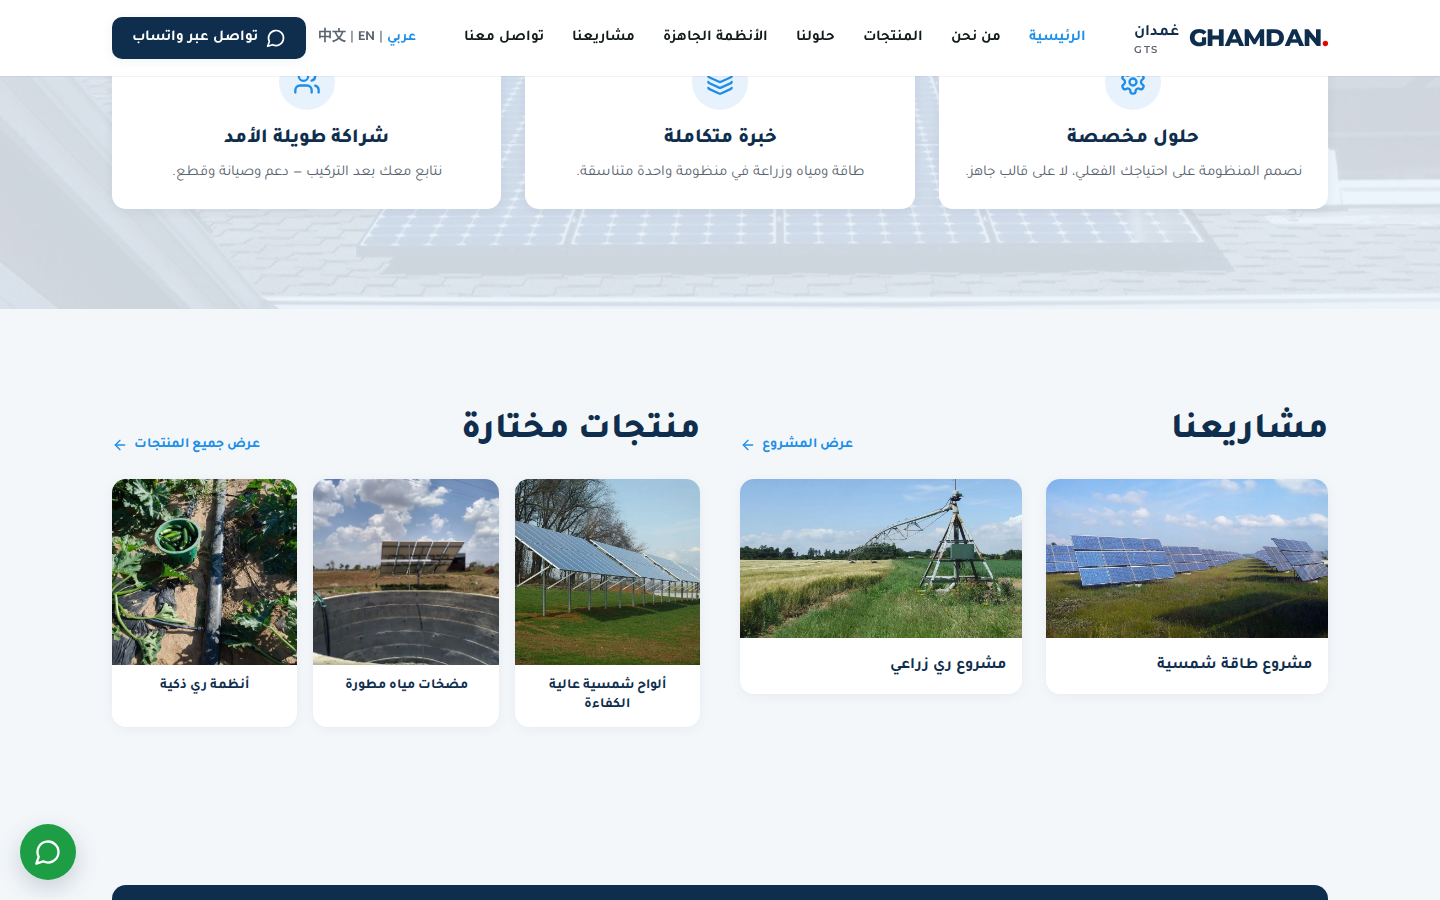 GHAMDAN.
غمدان
GTS
الرئيسية
من نحن
المنتجات
حلولنا
الأنظمة الجاهزة
مشاريعنا
تواصل معنا
عربي | EN | 中文
تواصل عبر واتساب
حلول مخصصة
نصمم المنظومة على احتياجك الفعلي، لا على قالب جاهز.
خبرة متكاملة
طاقة ومياه وزراعة في منظومة واحدة متناسقة.
شراكة طويلة الأمد
نتابع معك بعد التركيب – دعم وصيانة وقطع.
مشاريعنا
عرض المشروع
مشروع طاقة شمسية
مشروع ري زراعي
منتجات مختارة
عرض جميع المنتجات
ألواح شمسية عالية
الكفاءة
مضخات مياه مطورة
أنظمة ري ذكية